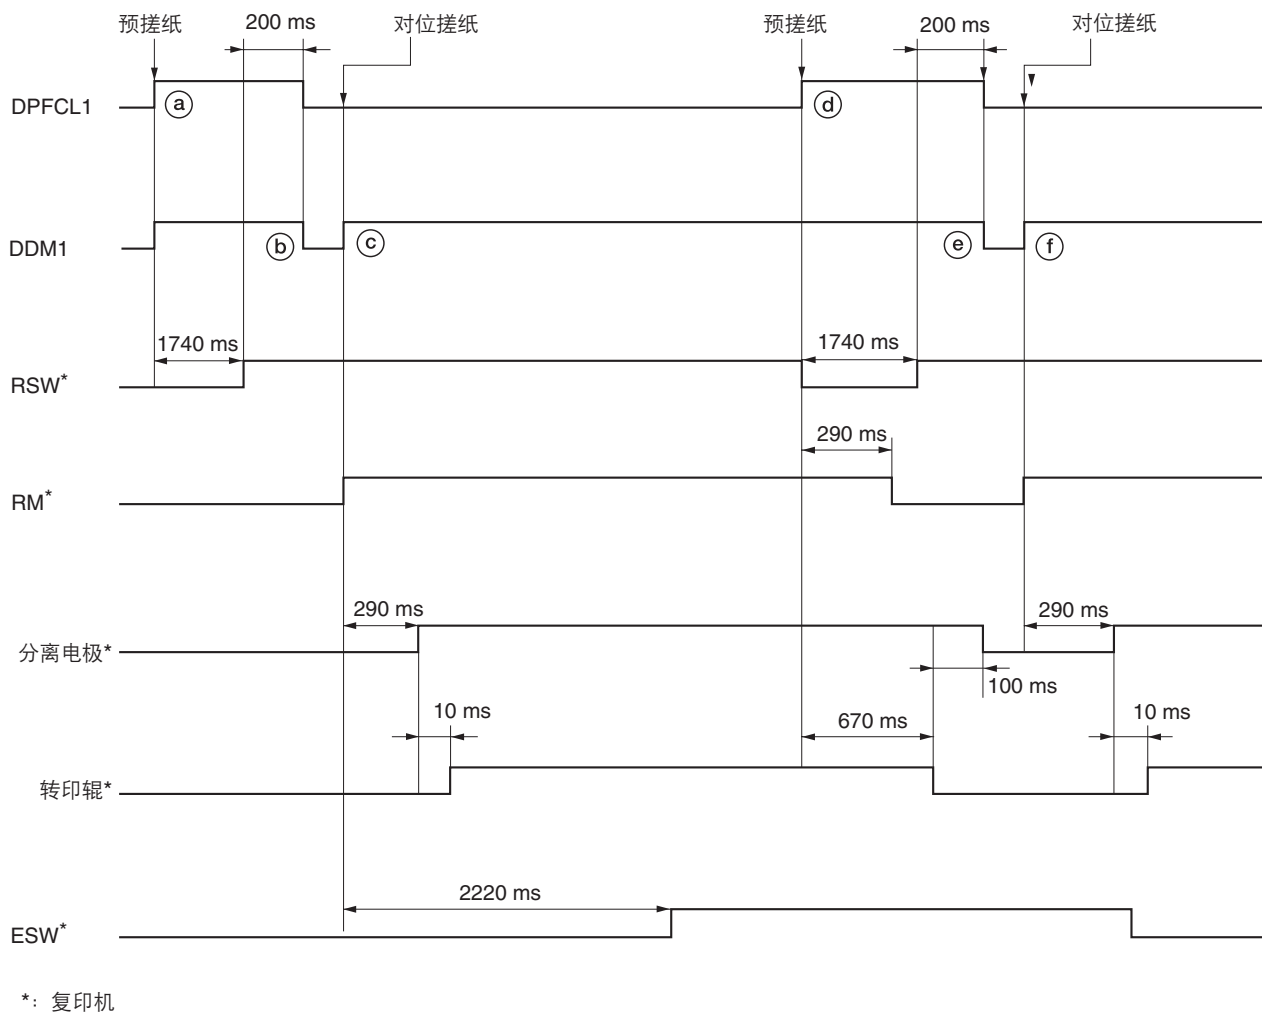 预搓纸 200 ms 对位搓纸 预搓纸 200 ms 对位搓纸
DPFCL1 a d
DDM1 b c e f
1740 ms 1740 ms
RSW*
290 ms
RM*
290 ms 290 ms
分离电极*
100 ms
10 ms 670 ms 10 ms
转印辊*
2220 ms
ESW*
*: 复印机